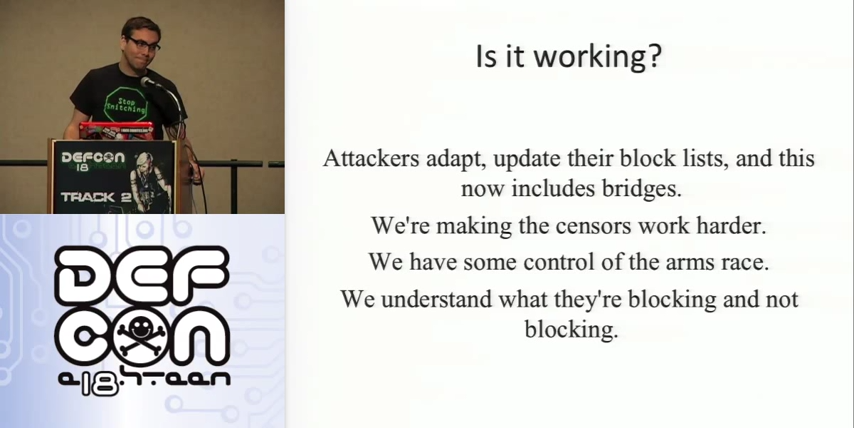 Is it working?
Attackers adapt, update their block lists, and this
now includes bridges.
We're making the censors work harder.
We have some control of the arms race.
We understand what they're blocking and not
blocking.
Stop
Snitching
DEFCON
18
TRACK 2
DEF
CON
e18hteen